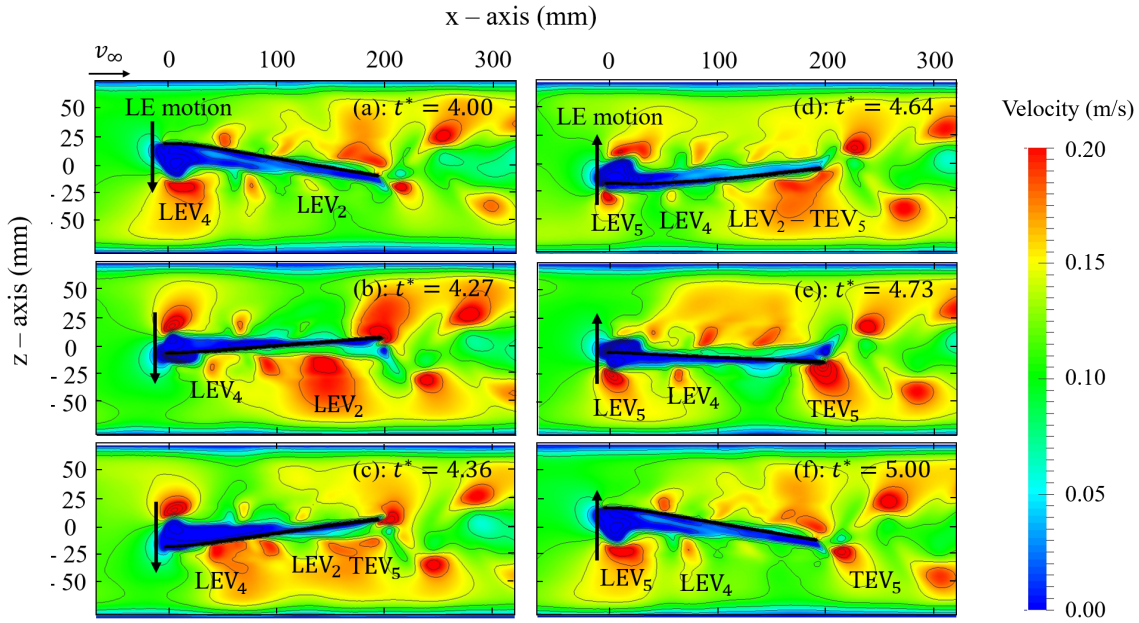 x – axis (mm)
v∞
0 100 200 300 0 100 200 300
z – axis (mm)
50
25
0
- 25
- 50
LE motion
(a): t* = 4.00
LEV₄
LEV₂
LE motion
(d): t* = 4.64
LEV₅
LEV₄
LEV₂ – TEV₅
50
25
0
- 25
- 50
(b): t* = 4.27
LEV₄
LEV₂
(e): t* = 4.73
LEV₅
LEV₄
TEV₅
50
25
0
- 25
- 50
(c): t* = 4.36
LEV₄
LEV₂ TEV₅
(f): t* = 5.00
LEV₅
LEV₄
TEV₅
Velocity (m/s)
0.20
0.15
0.10
0.05
0.00